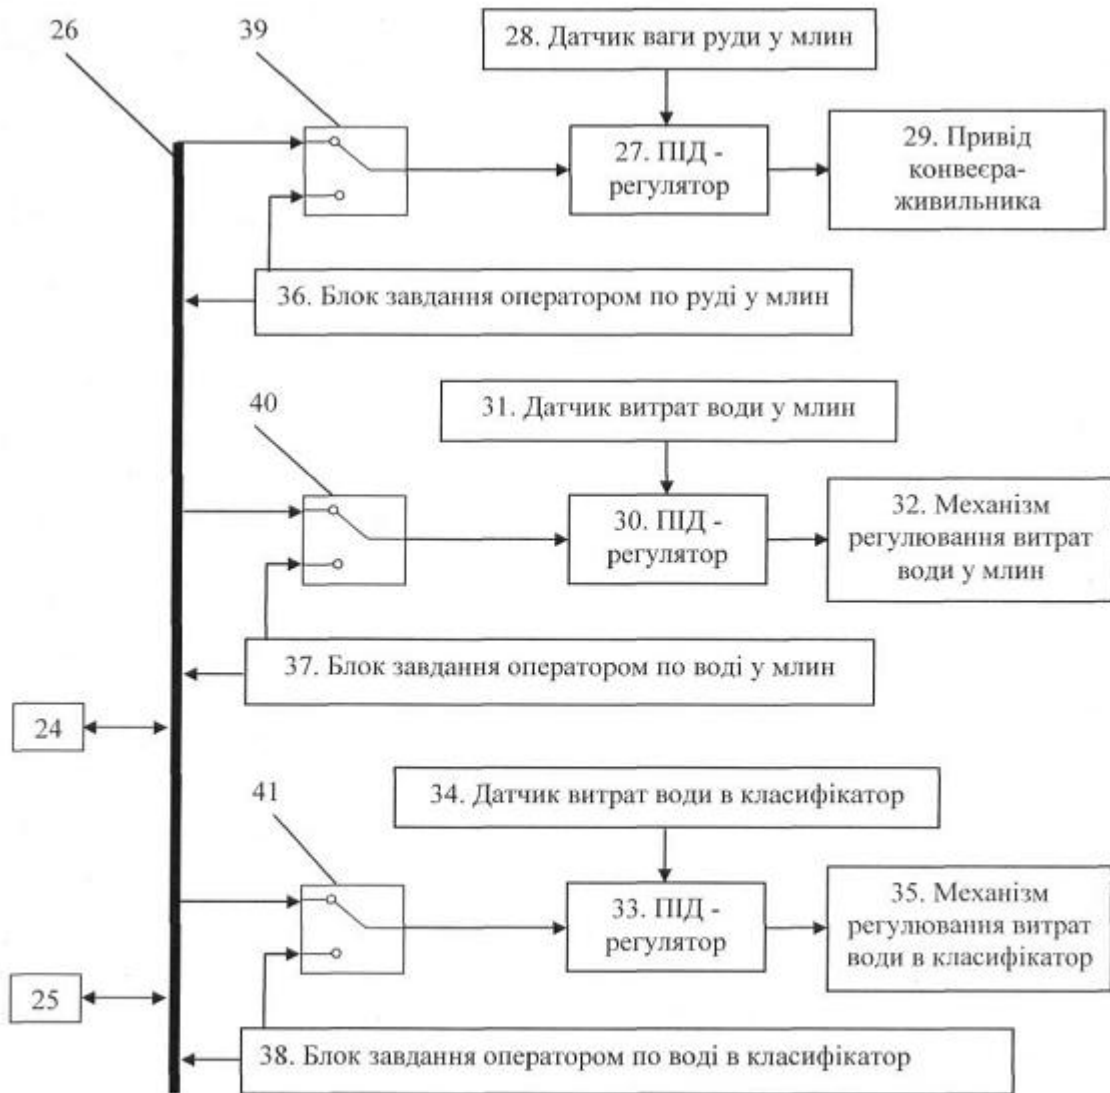 26
39
28. Датчик ваги руди у млин
27. ПІД -
регулятор
29. Привід
конвеєра-
живильника
36. Блок завдання оператором по руді у млин
40
31. Датчик витрат води у млин
30. ПІД -
регулятор
32. Механізм
регулювання витрат
води у млин
37. Блок завдання оператором по воді у млин
24
41
34. Датчик витрат води в класифікатор
33. ПІД -
регулятор
35. Механізм
регулювання витрат
води в класифікатор
25
38. Блок завдання оператором по воді в класифікатор